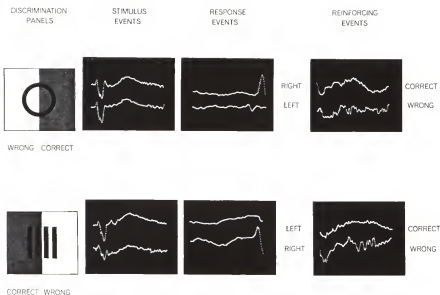 DISCRIMINATION PANELS
STIMULUS EVENTS
RESPONSE EVENTS
REINFORCING EVENTS
RIGHT
LEFT
CORRECT
WRONG
WRONG CORRECT
LEFT
RIGHT
CORRECT
WRONG
CORRECT WRONG